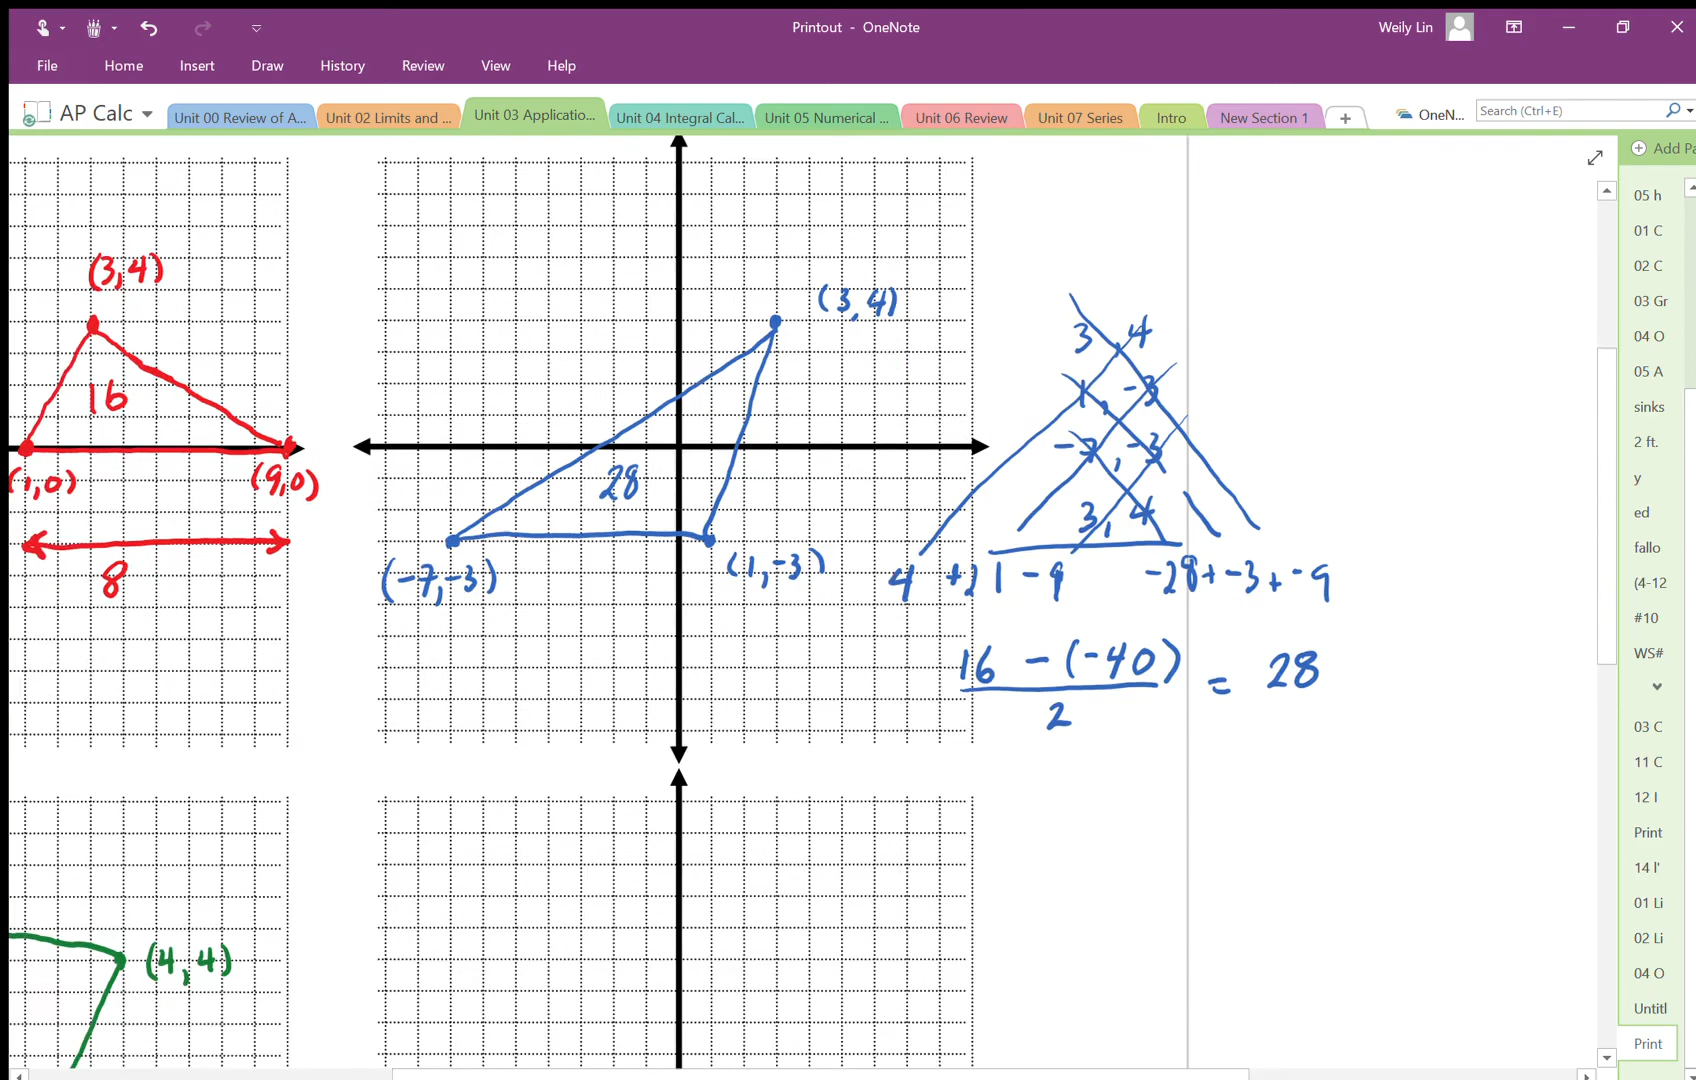 Printout - OneNote
Weily Lin
File Home Insert Draw History Review View Help
AP Calc
Unit 00 Review of A...
Unit 02 Limits and ...
Unit 03 Applicatio...
Unit 04 Integral Cal...
Unit 05 Numerical ...
Unit 06 Review
Unit 07 Series
Intro
New Section 1
OneN...
Search (Ctrl+E)
Add Pa
05 h
01 C
02 C
03 Gr
04 O
05 A
sinks
2 ft.
y
ed
fallo
(4-12
#10
WS#
03 C
11 C
12 I
Print
14 l'
01 Li
02 Li
04 O
Untitl
Print
(3,4)
16
(1,0)
(9,0)
8
(3,4)
28
(-7,-3)
(1,-3)
3 4
1, -3
-7, -3
3, 4
4 +21 -9 -28+ -3 + -9
16 - (-40)
2
= 28
(4,4)